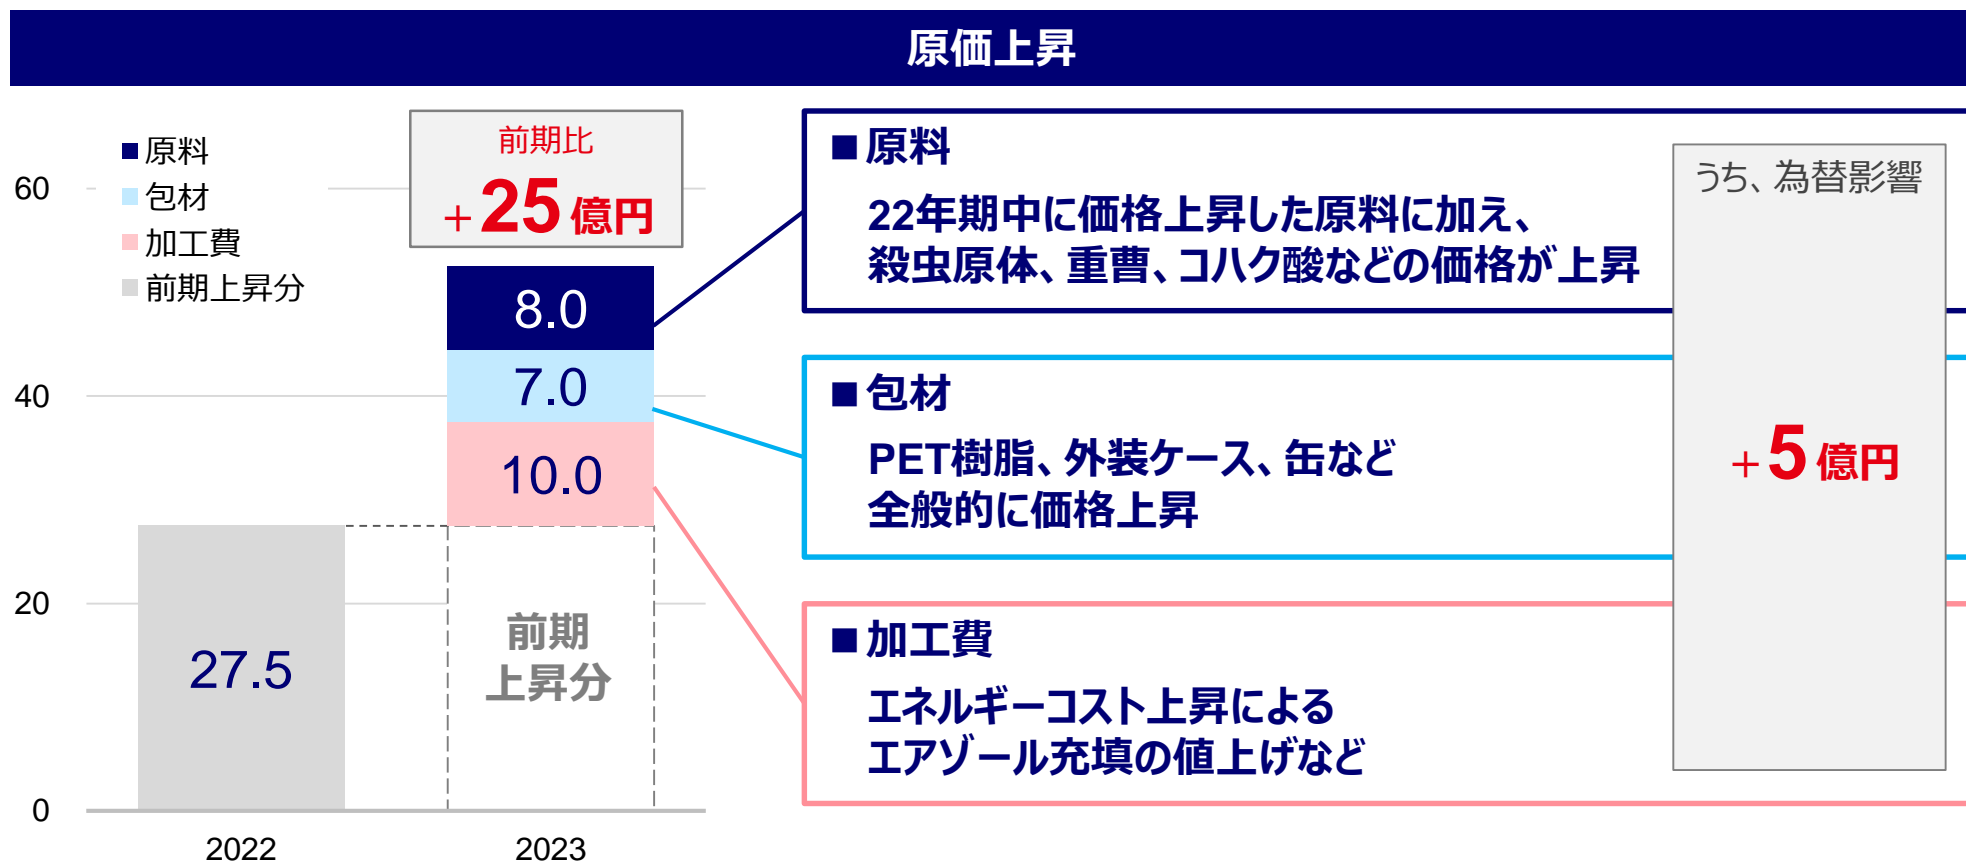 原価上昇
■原料
■包材
■加工費
■前期上昇分
60
40
20
0
前期比
+25億円
8.0
7.0
10.0
27.5
前期
上昇分
2022
2023
■原料
22年期中に価格上昇した原料に加え、
殺虫原体、重曹、コハク酸などの価格が上昇
■包材
PET樹脂、外装ケース、缶など
全般的に価格上昇
■加工費
エネルギーコスト上昇による
エアゾール充填の値上げなど
うち、為替影響
+5億円